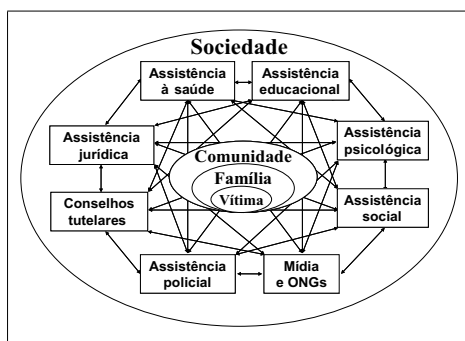 Sociedade
Assistência
à saúde
Assistência
educacional
Assistência
jurídica
Assistência
psicológica
Comunidade
Família
Vítima
Conselhos
tutelares
Assistência
social
Assistência
policial
Mídia
e ONGs